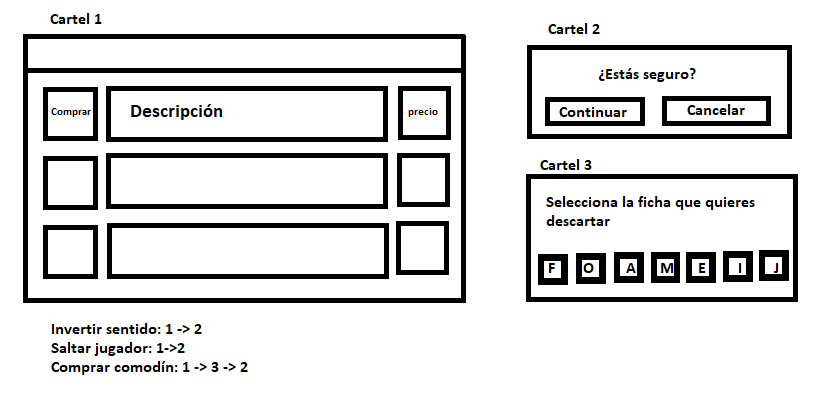 Cartel 1
Comprar
Descripción
precio
Invertir sentido: 1 -> 2
Saltar jugador: 1->2
Comprar comodín: 1 -> 3 -> 2
Cartel 2
¿Estás seguro?
Continuar
Cancelar
Cartel 3
Selecciona la ficha que quieres
descartar
F O A M E I J